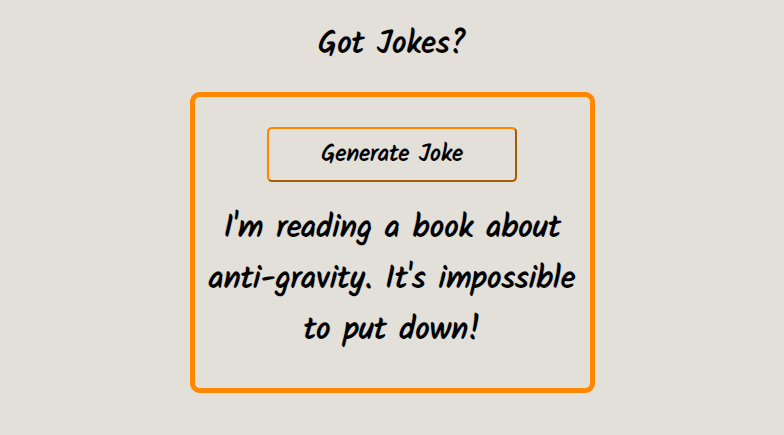 Got Jokes?
Generate Joke
I'm reading a book about
anti-gravity. It's impossible
to put down!